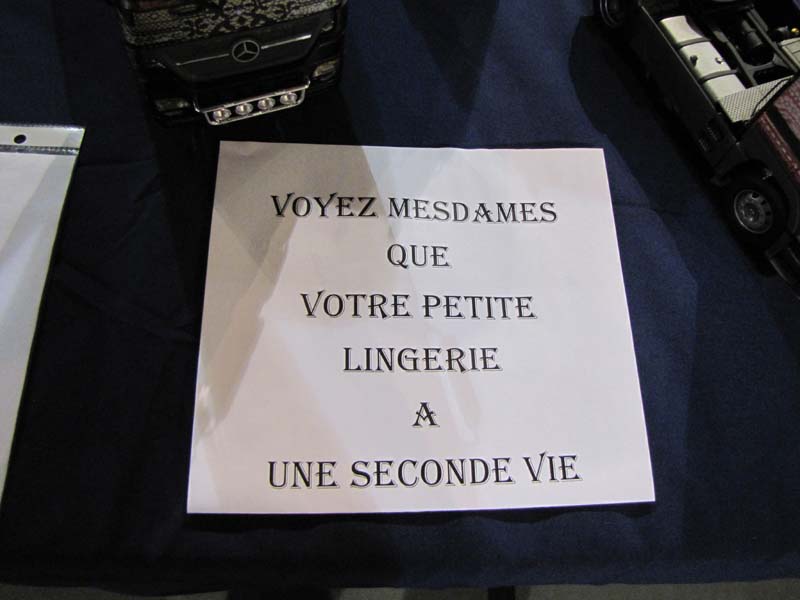 VOYEZ MESDAMES
QUE
VOTRE PETITE
LINGERIE
A
UNE SECONDE VIE